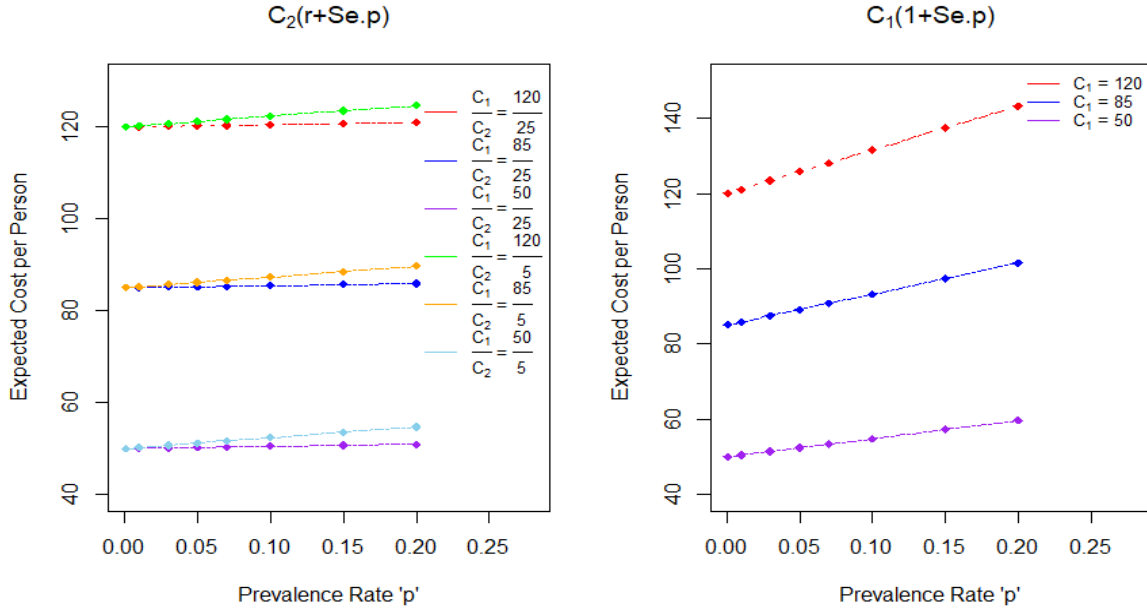 C₂(r+Se.p)
Expected Cost per Person
120
100
80
60
40
C₁/C₂ = 120/25
C₁/C₂ = 85/25
C₁/C₂ = 50/25
C₁/C₂ = 120/5
C₁/C₂ = 85/5
C₁/C₂ = 50/5
0.00 0.05 0.10 0.15 0.20 0.25
Prevalence Rate 'p'
C₁(1+Se.p)
Expected Cost per Person
140
120
100
80
60
40
C₁ = 120
C₁ = 85
C₁ = 50
0.00 0.05 0.10 0.15 0.20 0.25
Prevalence Rate 'p'